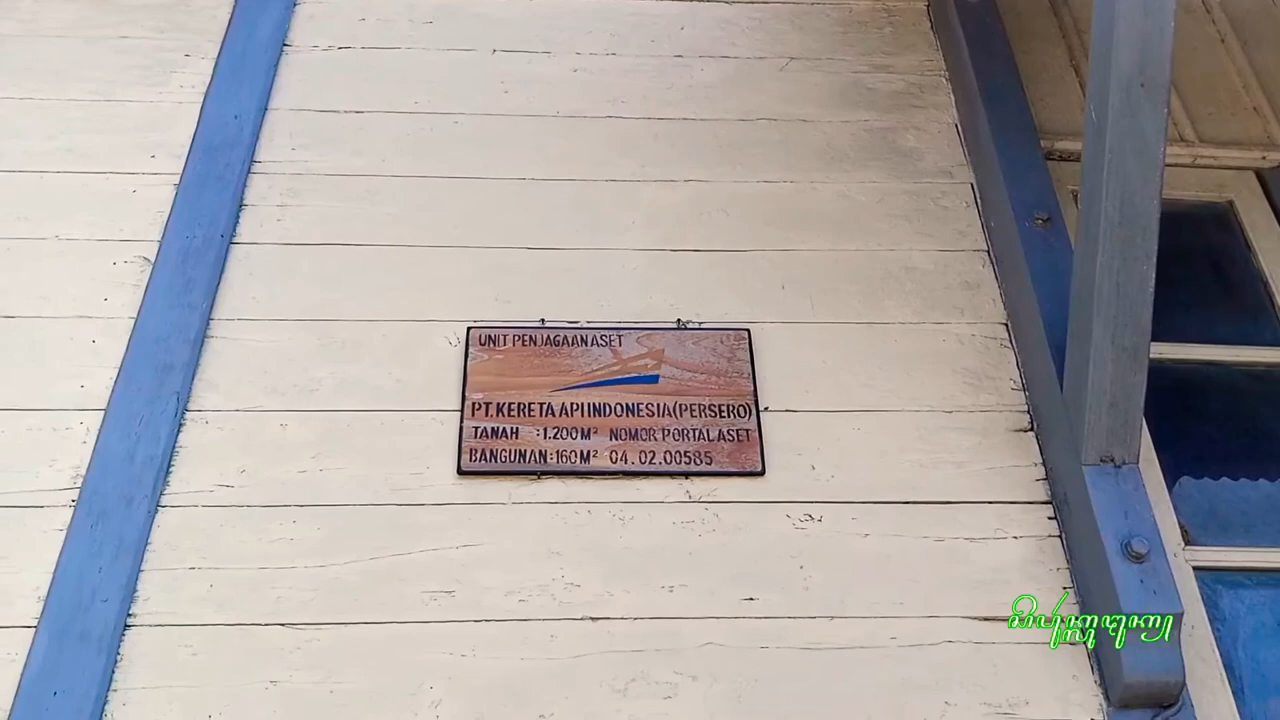 UNIT PENJAGAAN ASET
PT. KERETA API INDONESIA (PERSERO)
TANAH :1.200 M² NOMOR PORTAL ASET
BANGUNAN:160 M² 04.02.00585